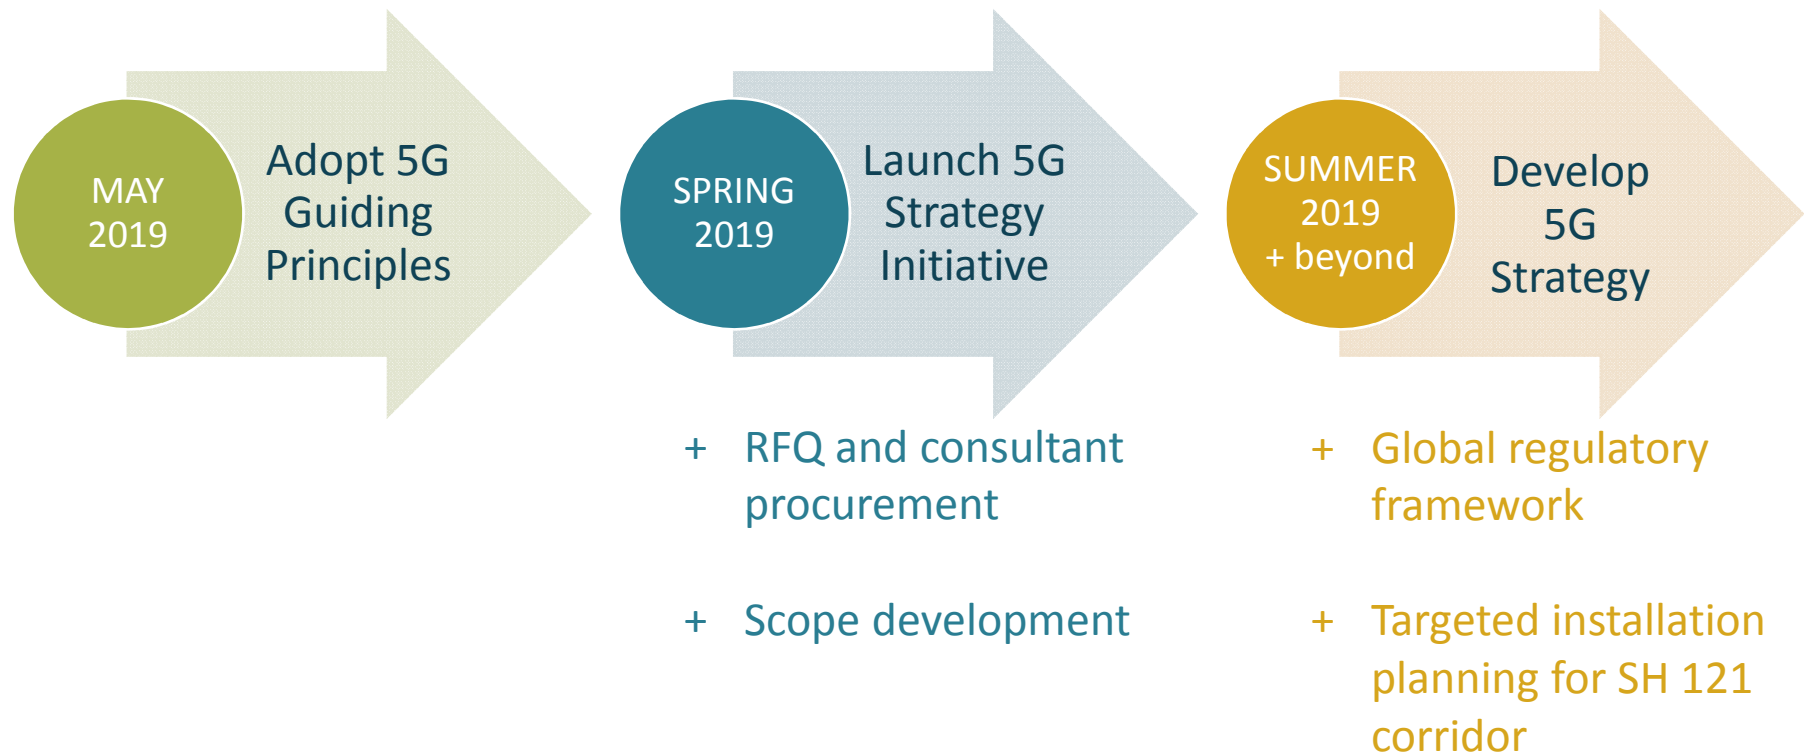 MAY
2019
Adopt 5G
Guiding
Principles
SPRING
2019
Launch 5G
Strategy
Initiative
+ RFQ and consultant
procurement
+ Scope development
SUMMER
2019
+ beyond
Develop
5G
Strategy
+ Global regulatory
framework
+ Targeted installation
planning for SH 121
corridor